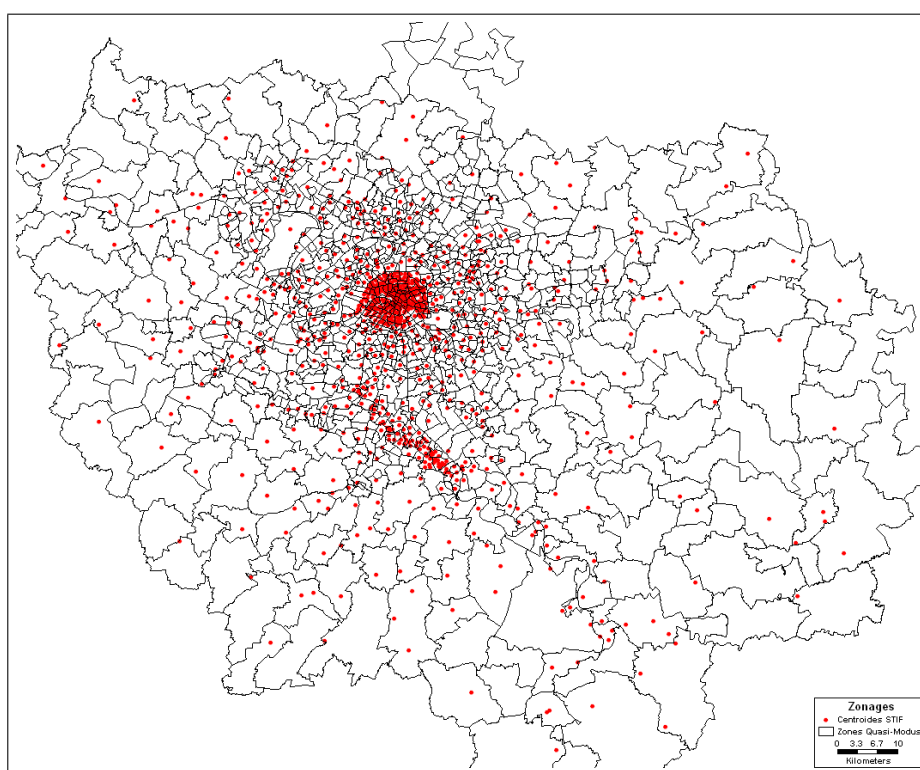 Zonages
Centroides STIF
Zones Quasi-Modus
0 3.3 6.7 10
Kilometers